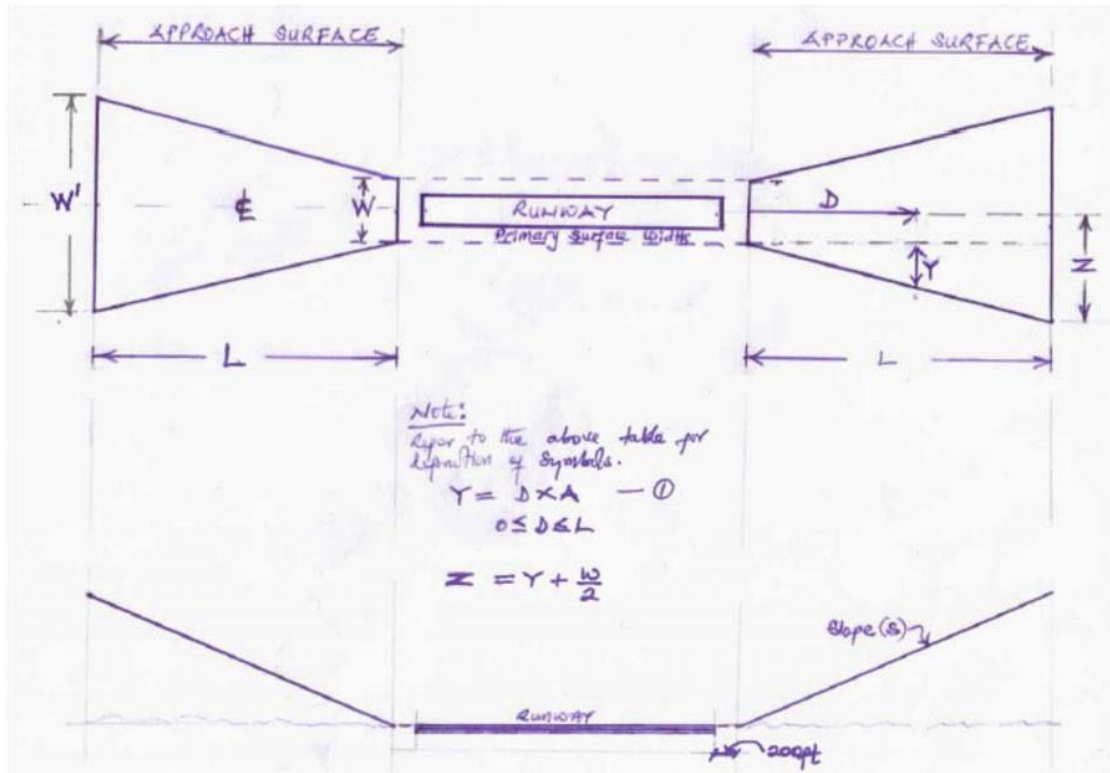 APPROACH SURFACE
APPROACH SURFACE
W'
℄
W
RUNWAY
Primary Surface Width
D
Y
Z
L
L
Note:
Refer to the above table for
definition of Symbols.
Y = D×A — ①
0 ≤ D ≤ L
Z = Y + W/2
Slope (S)
RUNWAY
200ft